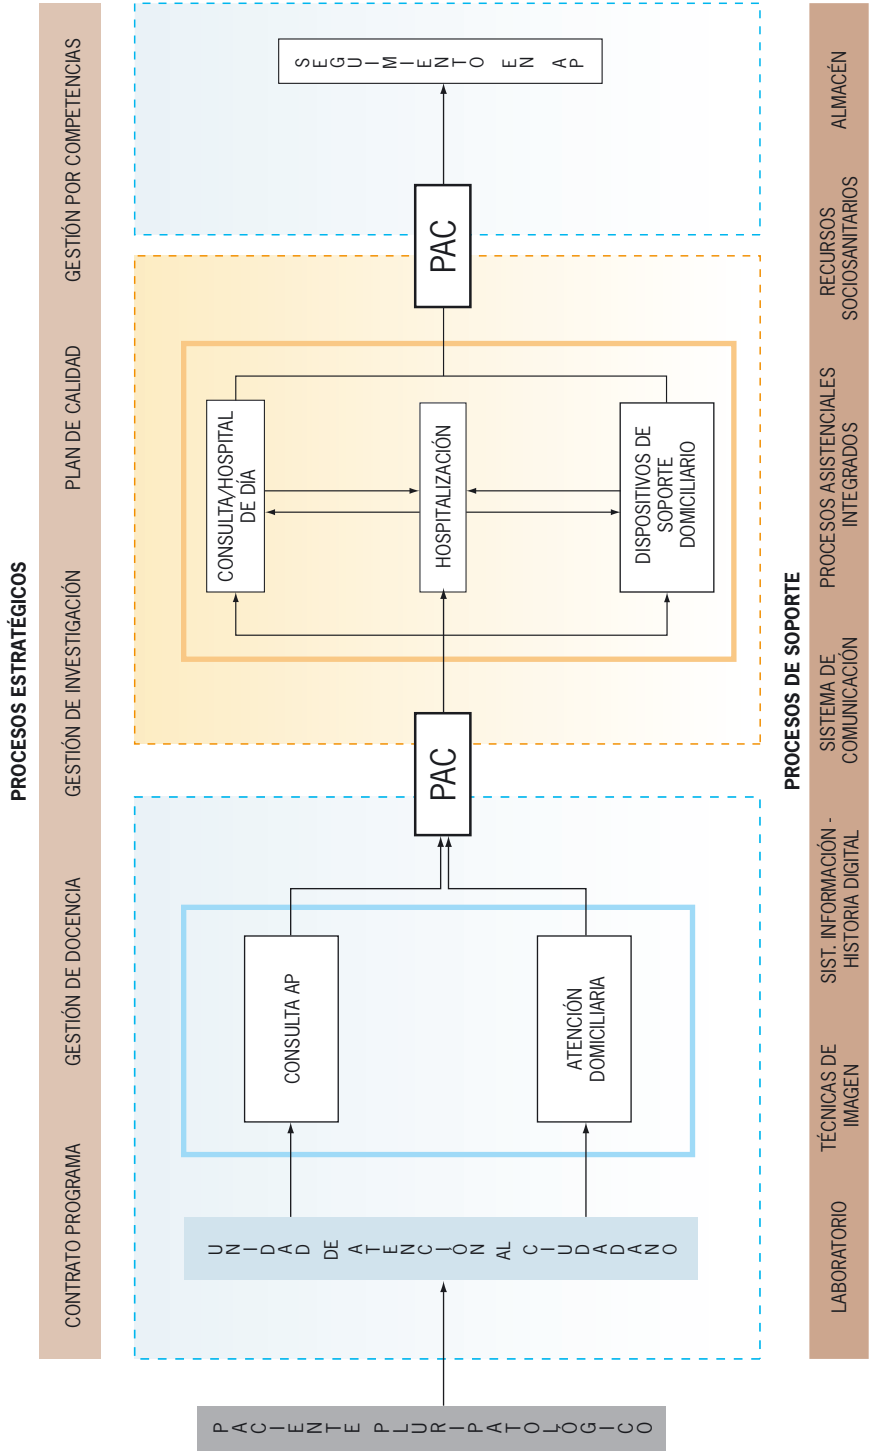 PROCESOS ESTRATÉGICOS
CONTRATO PROGRAMA
GESTIÓN DE DOCENCIA
GESTIÓN DE INVESTIGACIÓN
PLAN DE CALIDAD
GESTIÓN POR COMPETENCIAS
PACIENTE PLURIPATOLÓGICO
UNIDAD DE ATENCIÓN AL CIUDADANO
CONSULTA AP
ATENCIÓN
DOMICILIARIA
PAC
CONSULTA/HOSPITAL
DE DÍA
HOSPITALIZACIÓN
DISPOSITIVOS DE
SOPORTE
DOMICILIARIO
PAC
SEGUIMIENTO EN AP
PROCESOS DE SOPORTE
LABORATORIO
TÉCNICAS DE
IMAGEN
SIST. INFORMACIÓN -
HISTORIA DIGITAL
SISTEMA DE
COMUNICACIÓN
PROCESOS ASISTENCIALES
INTEGRADOS
RECURSOS
SOCIOSANITARIOS
ALMACÉN